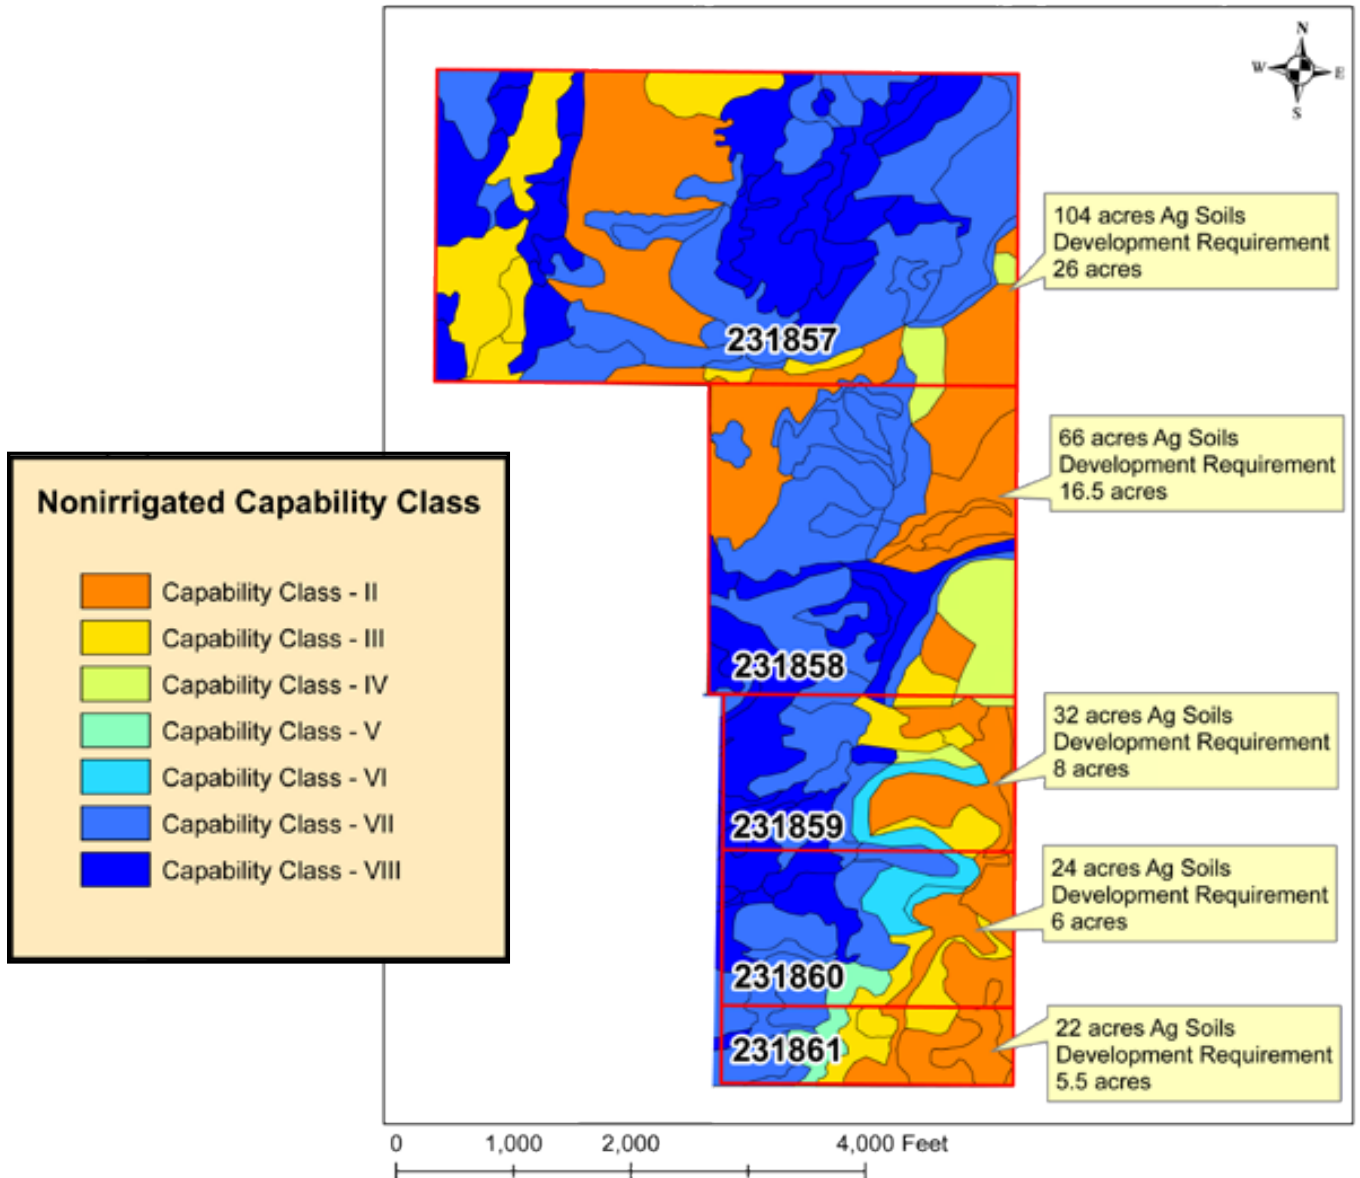 N
W
E
S
104 acres Ag Soils
Development Requirement
26 acres
231857
66 acres Ag Soils
Development Requirement
16.5 acres
Nonirrigated Capability Class
Capability Class - II
Capability Class - III
Capability Class - IV
Capability Class - V
Capability Class - VI
Capability Class - VII
Capability Class - VIII
231858
32 acres Ag Soils
Development Requirement
8 acres
231859
24 acres Ag Soils
Development Requirement
6 acres
231860
22 acres Ag Soils
Development Requirement
5.5 acres
231861
0 1,000 2,000 4,000 Feet